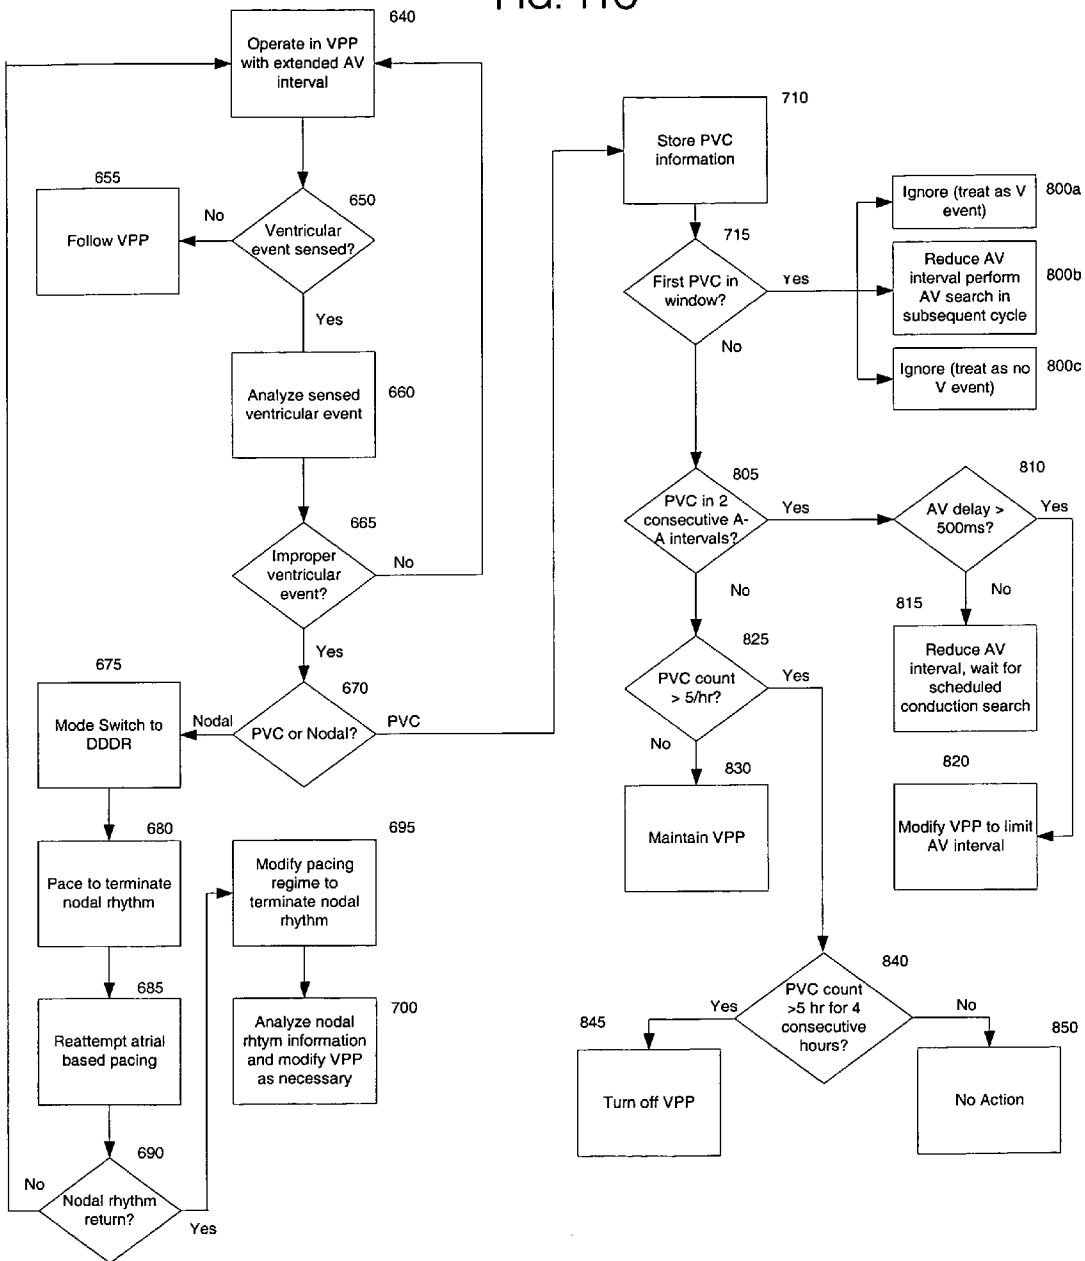 640
Operate in VPP
with extended AV
interval
655
Follow VPP
No
650
Ventricular
event sensed?
Yes
660
Analyze sensed
ventricular event
665
Improper
ventricular
event?
No
Yes
675
Mode Switch to
DDDR
Nodal
670
PVC or Nodal?
PVC
680
Pace to terminate
nodal rhythm
685
Reattempt atrial
based pacing
690
Nodal rhythm
return?
No
Yes
695
Modify pacing
regime to
terminate nodal
rhythm
700
Analyze nodal
rhtym information
and modify VPP
as necessary
710
Store PVC
information
715
First PVC in
window?
Yes
No
Ignore (treat as V
event)
800a
Reduce AV
interval perform
AV search in
subsequent cycle
800b
Ignore (treat as no
V event)
800c
805
PVC in 2
consecutive A-
A intervals?
Yes
No
810
AV delay >
500ms?
Yes
No
815
Reduce AV
interval, wait for
scheduled
conduction search
820
Modify VPP to limit
AV interval
825
PVC count
> 5/hr?
Yes
No
830
Maintain VPP
840
PVC count
>5 hr for 4
consecutive
hours?
Yes
No
845
Turn off VPP
850
No Action